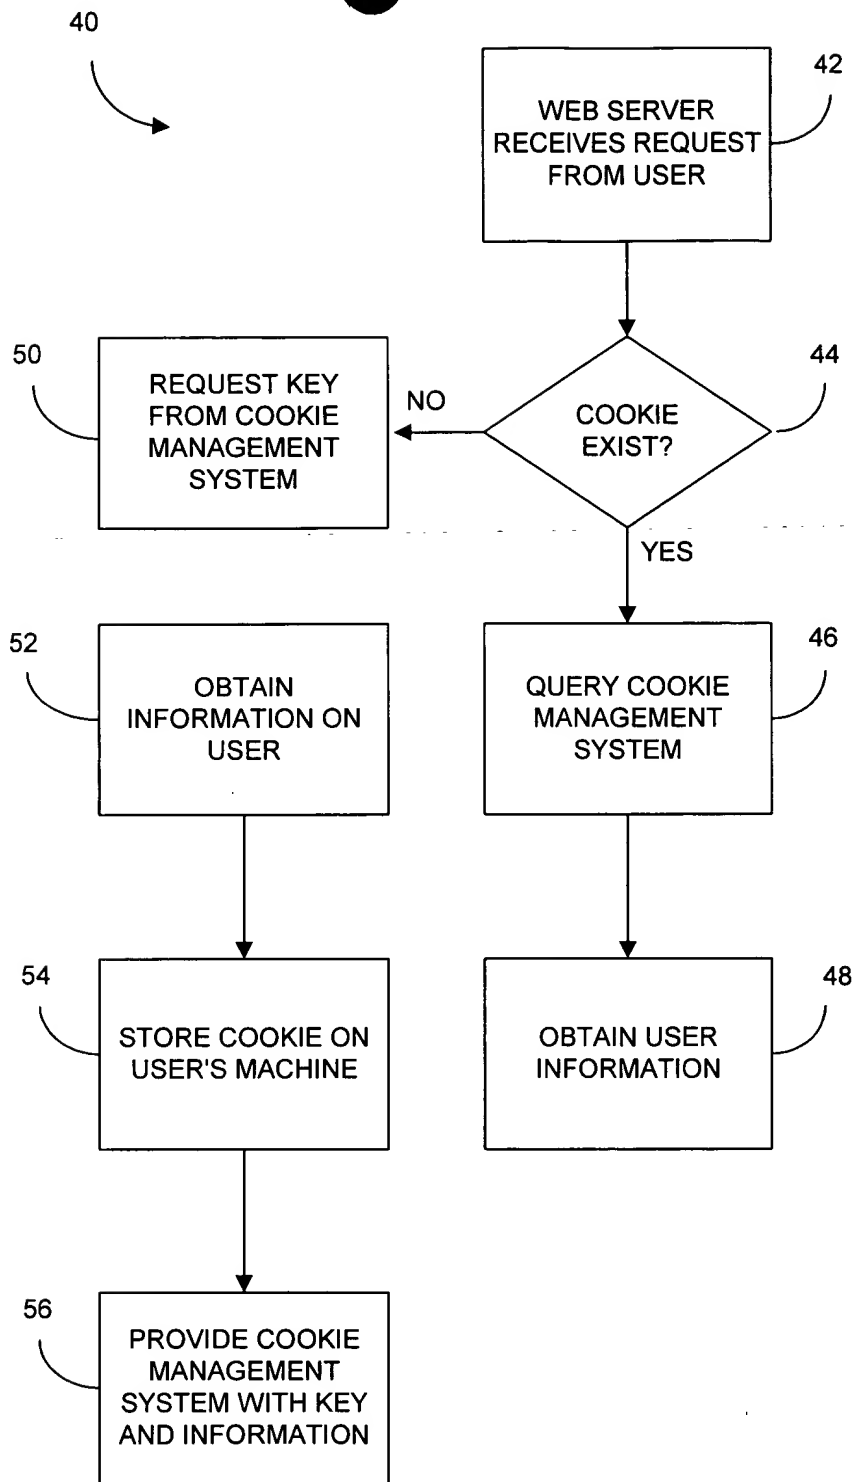 40
42
WEB SERVER
RECEIVES REQUEST
FROM USER
50
REQUEST KEY
FROM COOKIE
MANAGEMENT
SYSTEM
NO
COOKIE
EXIST?
44
YES
52
OBTAIN
INFORMATION ON
USER
QUERY COOKIE
MANAGEMENT
SYSTEM
46
54
STORE COOKIE ON
USER'S MACHINE
OBTAIN USER
INFORMATION
48
56
PROVIDE COOKIE
MANAGEMENT
SYSTEM WITH KEY
AND INFORMATION